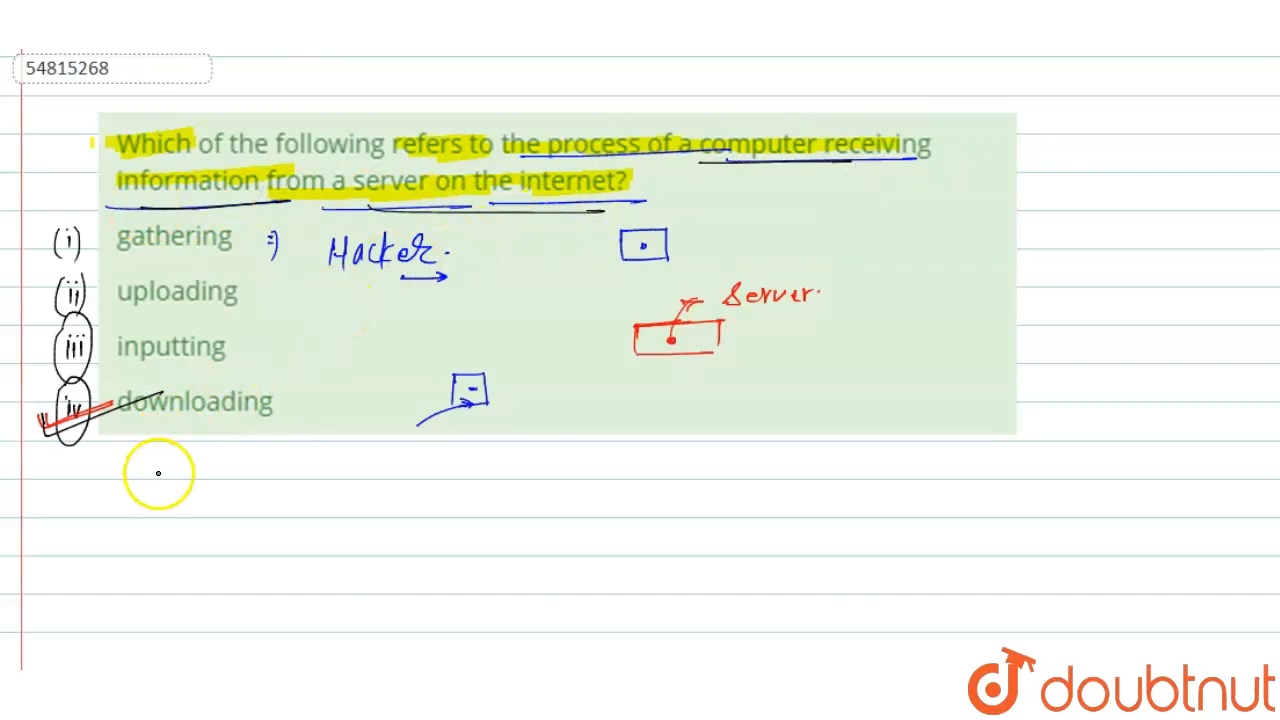 54815268
Which of the following refers to the process of a computer receiving
information from a server on the internet?
(i) gathering ⇒ Hacker.
(ii) uploading
Server.
(iii) inputting
(iv) downloading
doubtnut